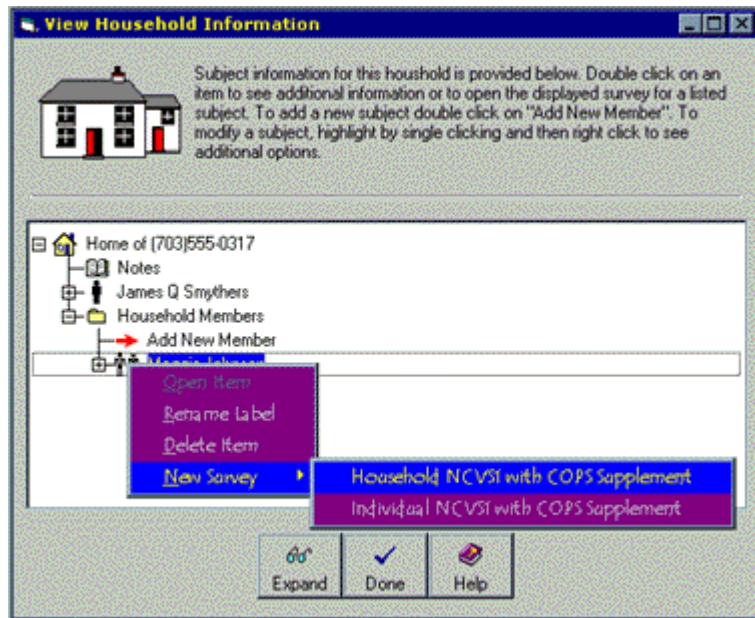 View Household Information
Subject information for this houshold is provided below. Double click on an
item to see additional information or to open the displayed survey for a listed
subject. To add a new subject double click on "Add New Member". To
modify a subject, highlight by single clicking and then right click to see
additional options.
Home of (703)555-0317
Notes
James Q Smythers
Household Members
Add New Member
Johnson
Open Item
Rename Label
Delete Item
New Survey
Household NCVS1 with COPS Supplement
Individual NCVS1 with COPS Supplement
Expand
Done
Help